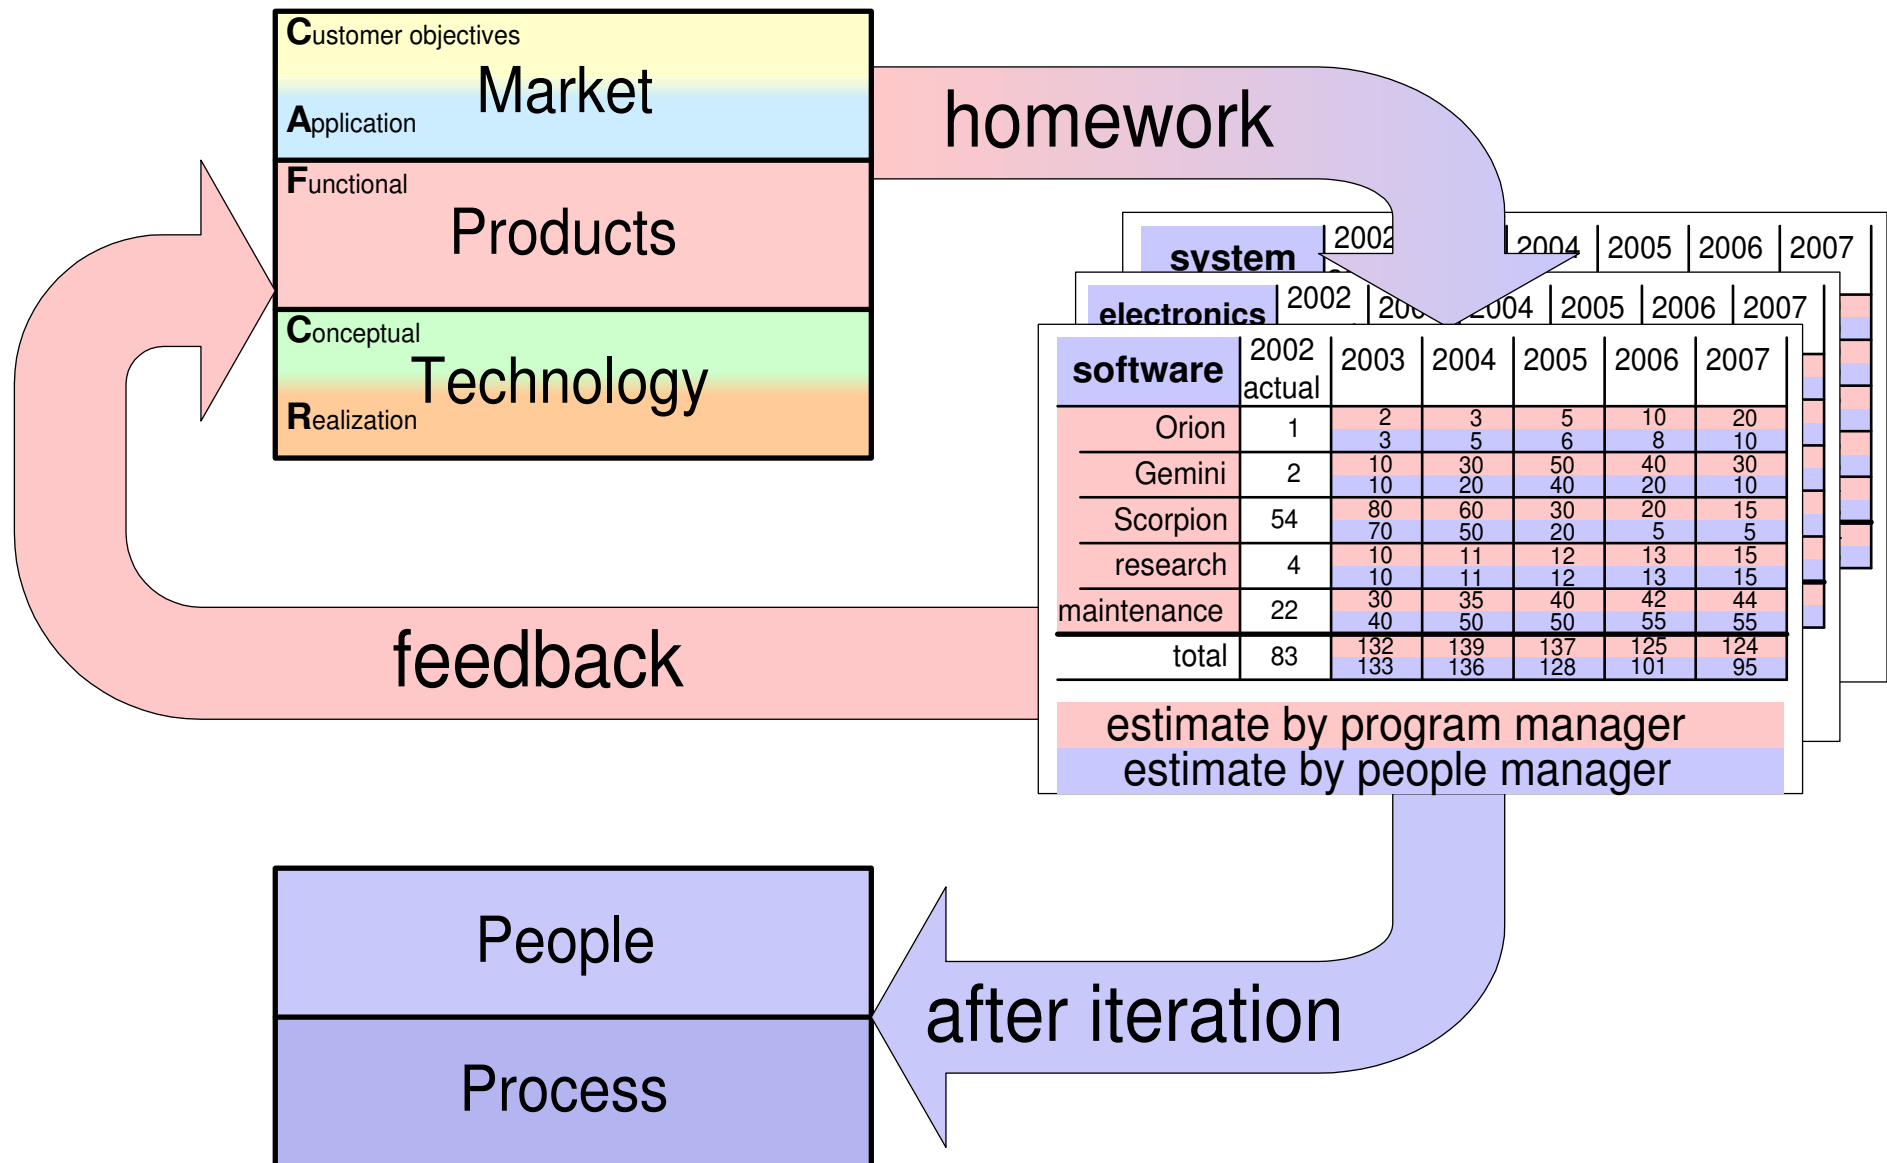 Customer objectives
Market
Application
Functional
Products
Conceptual
Technology
Realization
homework
feedback
system 2002 2004 2005 2006 2007
electronics 2002 2004 2005 2006 2007
software 2002 actual 2003 2004 2005 2006 2007
Orion 1 2 3 5 10 20
3 5 6 8 10
Gemini 2 10 30 50 40 30
10 20 40 20 10
Scorpion 54 80 60 30 20 15
70 50 20 5 5
research 4 10 11 12 13 15
10 11 12 13 15
maintenance 22 30 35 40 42 44
40 50 50 55 55
total 83 132 139 137 125 124
133 136 128 101 95
estimate by program manager
estimate by people manager
People
Process
after iteration